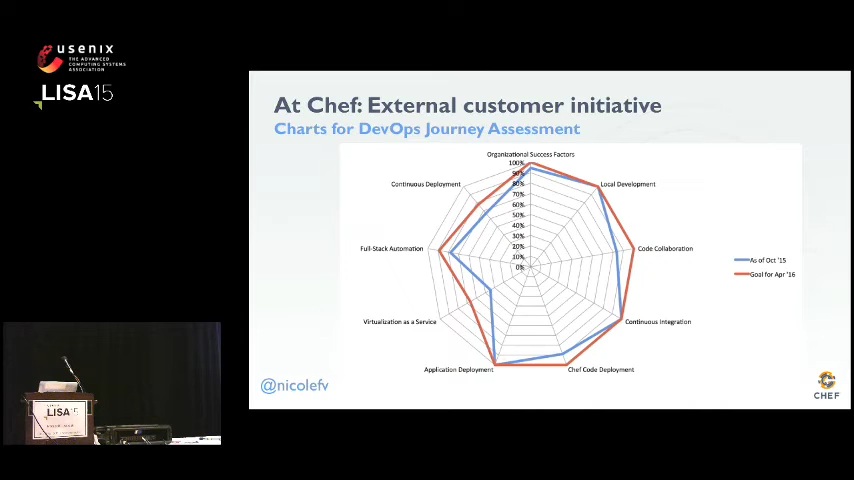 usenix
THE ADVANCED
COMPUTING SYSTEMS
ASSOCIATION
LISA15
At Chef: External customer initiative
Charts for DevOps Journey Assessment
Organizational Success Factors
100%
90%
80%
70%
60%
50%
40%
30%
20%
10%
0%
Local Development
Code Collaboration
Continuous Integration
Chef Code Deployment
Application Deployment
Virtualization as a Service
Full-Stack Automation
Continuous Deployment
As of Oct '15
Goal for Apr '16
@nicolefv
CHEF
LISA15